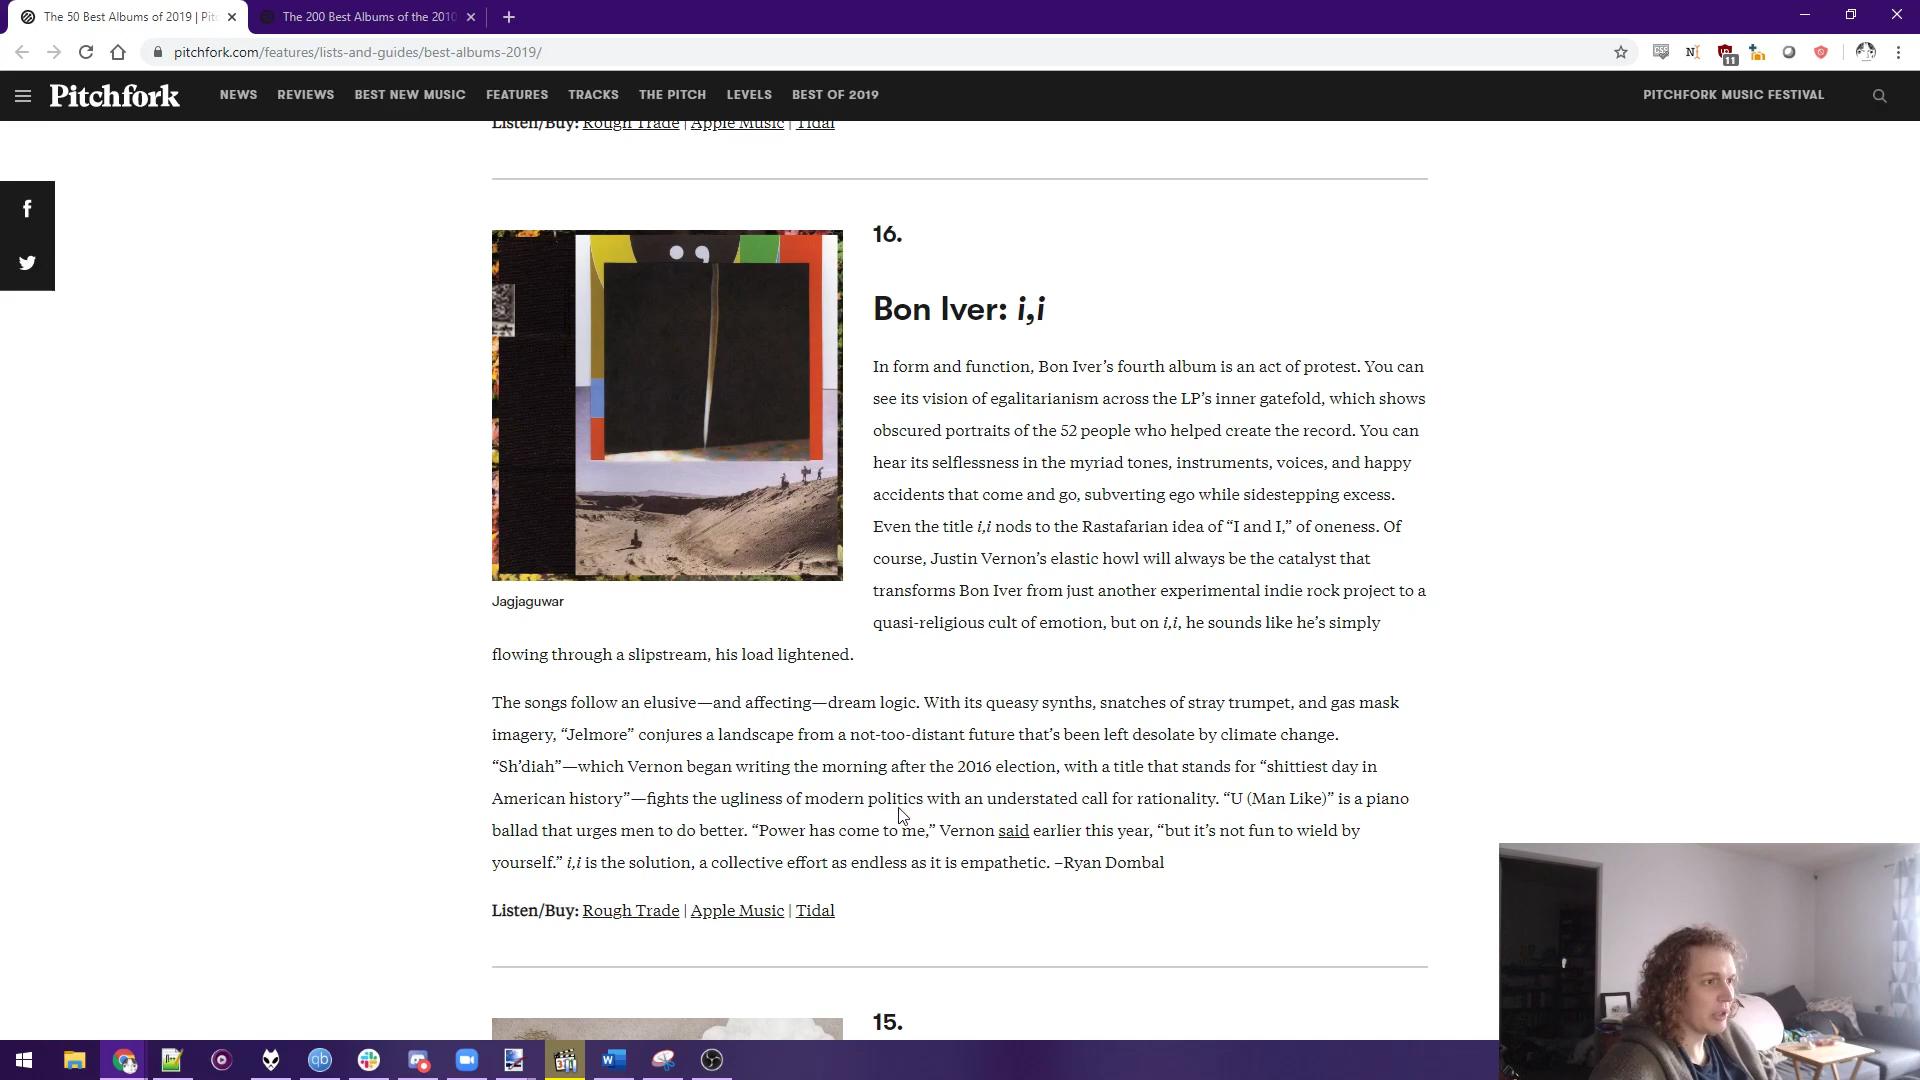 The 50 Best Albums of 2019 | Pit
The 200 Best Albums of the 2010
pitchfork.com/features/lists-and-guides/best-albums-2019/
11
Pitchfork
NEWS REVIEWS BEST NEW MUSIC FEATURES TRACKS THE PITCH LEVELS BEST OF 2019
PITCHFORK MUSIC FESTIVAL
Listen/Buy: Rough Trade | Apple Music | Tidal
16.
Bon Iver: i,i
In form and function, Bon Iver’s fourth album is an act of protest. You can
see its vision of egalitarianism across the LP’s inner gatefold, which shows
obscured portraits of the 52 people who helped create the record. You can
hear its selflessness in the myriad tones, instruments, voices, and happy
accidents that come and go, subverting ego while sidestepping excess.
Even the title i,i nods to the Rastafarian idea of “I and I,” of oneness. Of
course, Justin Vernon’s elastic howl will always be the catalyst that
transforms Bon Iver from just another experimental indie rock project to a
quasi-religious cult of emotion, but on i,i, he sounds like he’s simply
Jagjaguwar
flowing through a slipstream, his load lightened.
The songs follow an elusive—and affecting—dream logic. With its queasy synths, snatches of stray trumpet, and gas mask
imagery, “Jelmore” conjures a landscape from a not-too-distant future that’s been left desolate by climate change.
“Sh’diah”—which Vernon began writing the morning after the 2016 election, with a title that stands for “shittiest day in
American history”—fights the ugliness of modern politics with an understated call for rationality. “U (Man Like)” is a piano
ballad that urges men to do better. “Power has come to me,” Vernon said earlier this year, “but it’s not fun to wield by
yourself.” i,i is the solution, a collective effort as endless as it is empathetic. –Ryan Dombal
Listen/Buy: Rough Trade | Apple Music | Tidal
15.